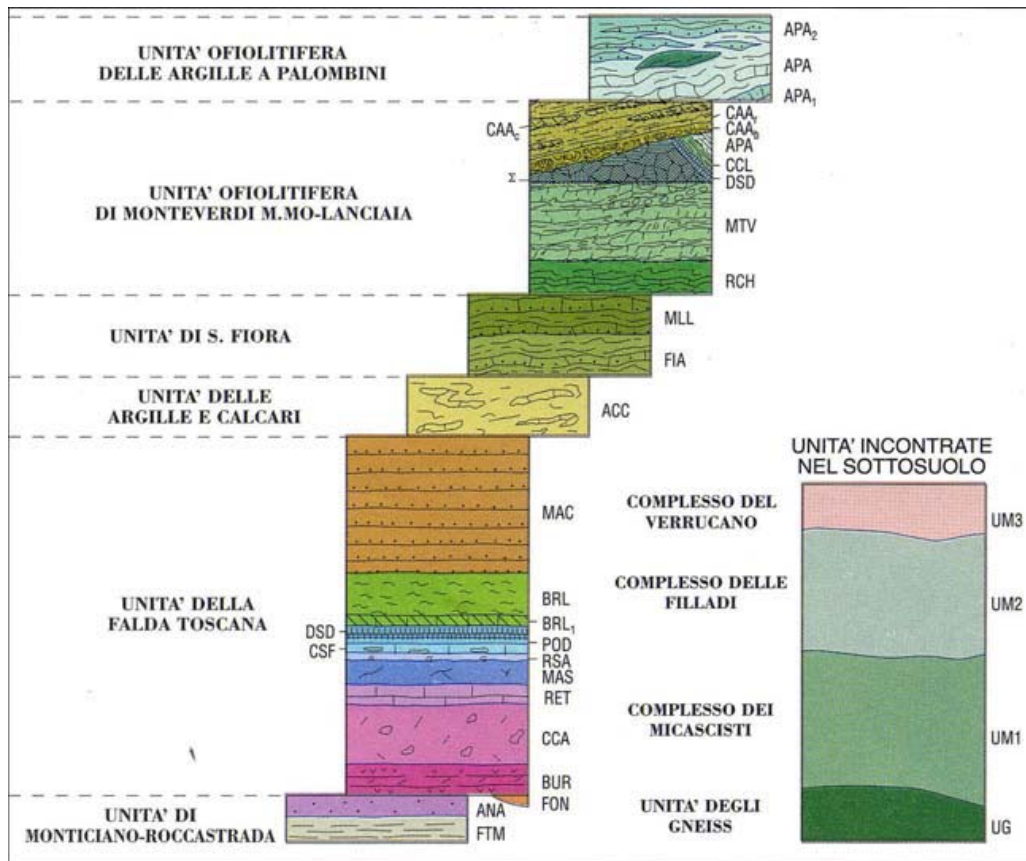 UNITA' OFIOLITIFERA
DELLE ARGILLE A PALOMBINI
APA2
APA
APA1
UNITA' OFIOLITIFERA
DI MONTEVERDI M.MO-LANCIAIA
CAAc
Σ
CAAb
APA
CCL
DSD
MTV
RCH
UNITA' DI S. FIORA
MLL
FIA
UNITA' DELLE
ARGILLE E CALCARI
ACC
UNITA' DELLA
FALDA TOSCANA
DSD
CSF
MAC
BRL
BRL1
POD
RSA
MAS
RET
CCA
BUR
FON
UNITA' DI
MONTICIANO-ROCCASTRADA
ANA
FTM
UNITA' INCONTRATE
NEL SOTTOSUOLO
COMPLESSO DEL
VERRUCANO
UM3
COMPLESSO DELLE
FILLADI
UM2
COMPLESSO DEI
MICASCISTI
UM1
UNITA' DEGLI
GNEISS
UG